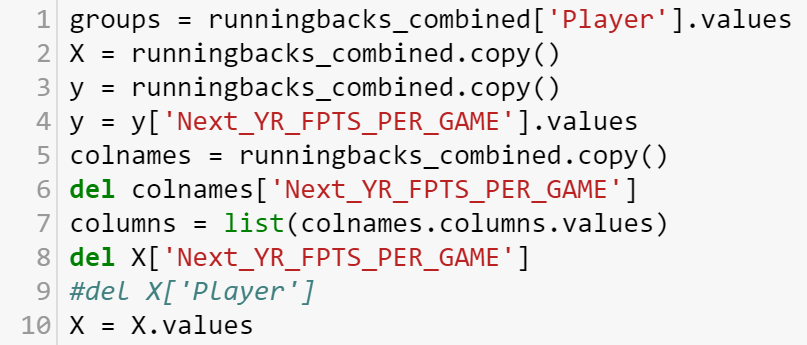 1 groups = runningbacks_combined['Player'].values
2 X = runningbacks_combined.copy()
3 y = runningbacks_combined.copy()
4 y = y['Next_YR_FPTS_PER_GAME'].values
5 colnames = runningbacks_combined.copy()
6 del colnames['Next_YR_FPTS_PER_GAME']
7 columns = list(colnames.columns.values)
8 del X['Next_YR_FPTS_PER_GAME']
9 #del X['Player']
10 X = X.values